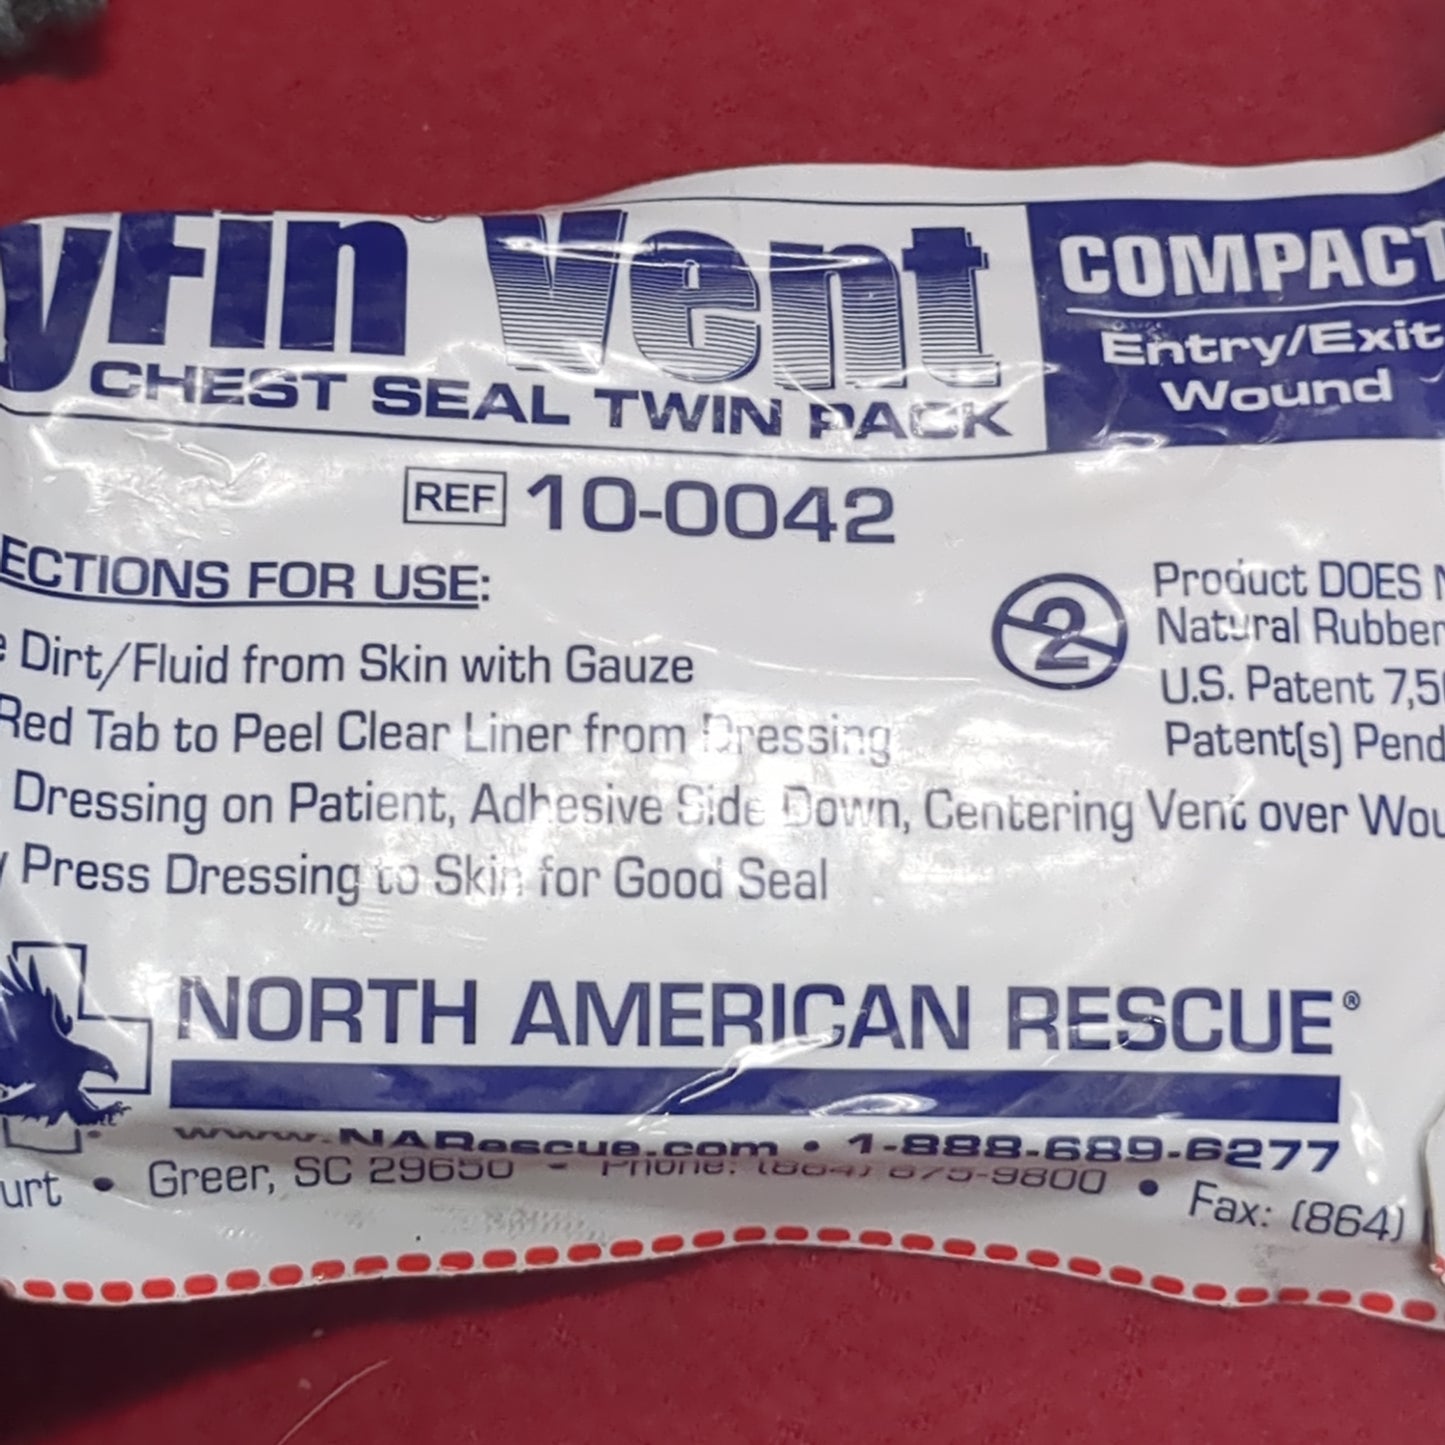 yFin® Vent
CHEST SEAL TWIN PACK
COMPACT
Entry/Exit
Wound
REF 10-0042
ECTIONS FOR USE:
e Dirt/Fluid from Skin with Gauze
Red Tab to Peel Clear Liner from Dressing
Dressing on Patient, Adhesive Side Down, Centering Vent over Wou
y Press Dressing to Skin for Good Seal
2
Product DOES N
Natural Rubber
U.S. Patent 7,50
Patent(s) Pend
NORTH AMERICAN RESCUE®
www.NARescue.com • 1-888-689-6277
urt • Greer, SC 29650 • Phone: (864) 675-9800 • Fax: (864)